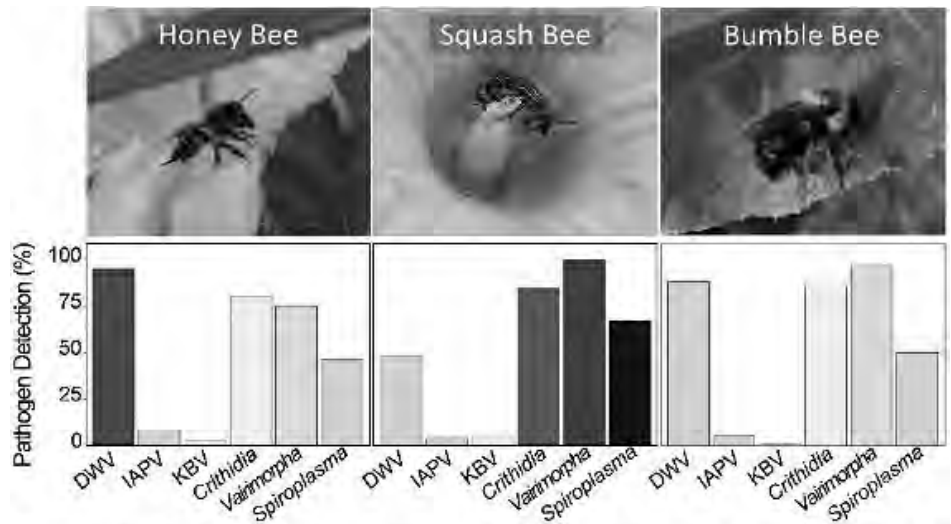 Honey Bee
Squash Bee
Bumble Bee
Pathogen Detection (%)
100
75
50
25
0
DWV
IAPV
KBV
Crithidia
Vairimorpha
Spiroplasma
DWV
IAPV
KBV
Crithidia
Vairimorpha
Spiroplasma
DWV
IAPV
KBV
Crithidia
Vairimorpha
Spiroplasma